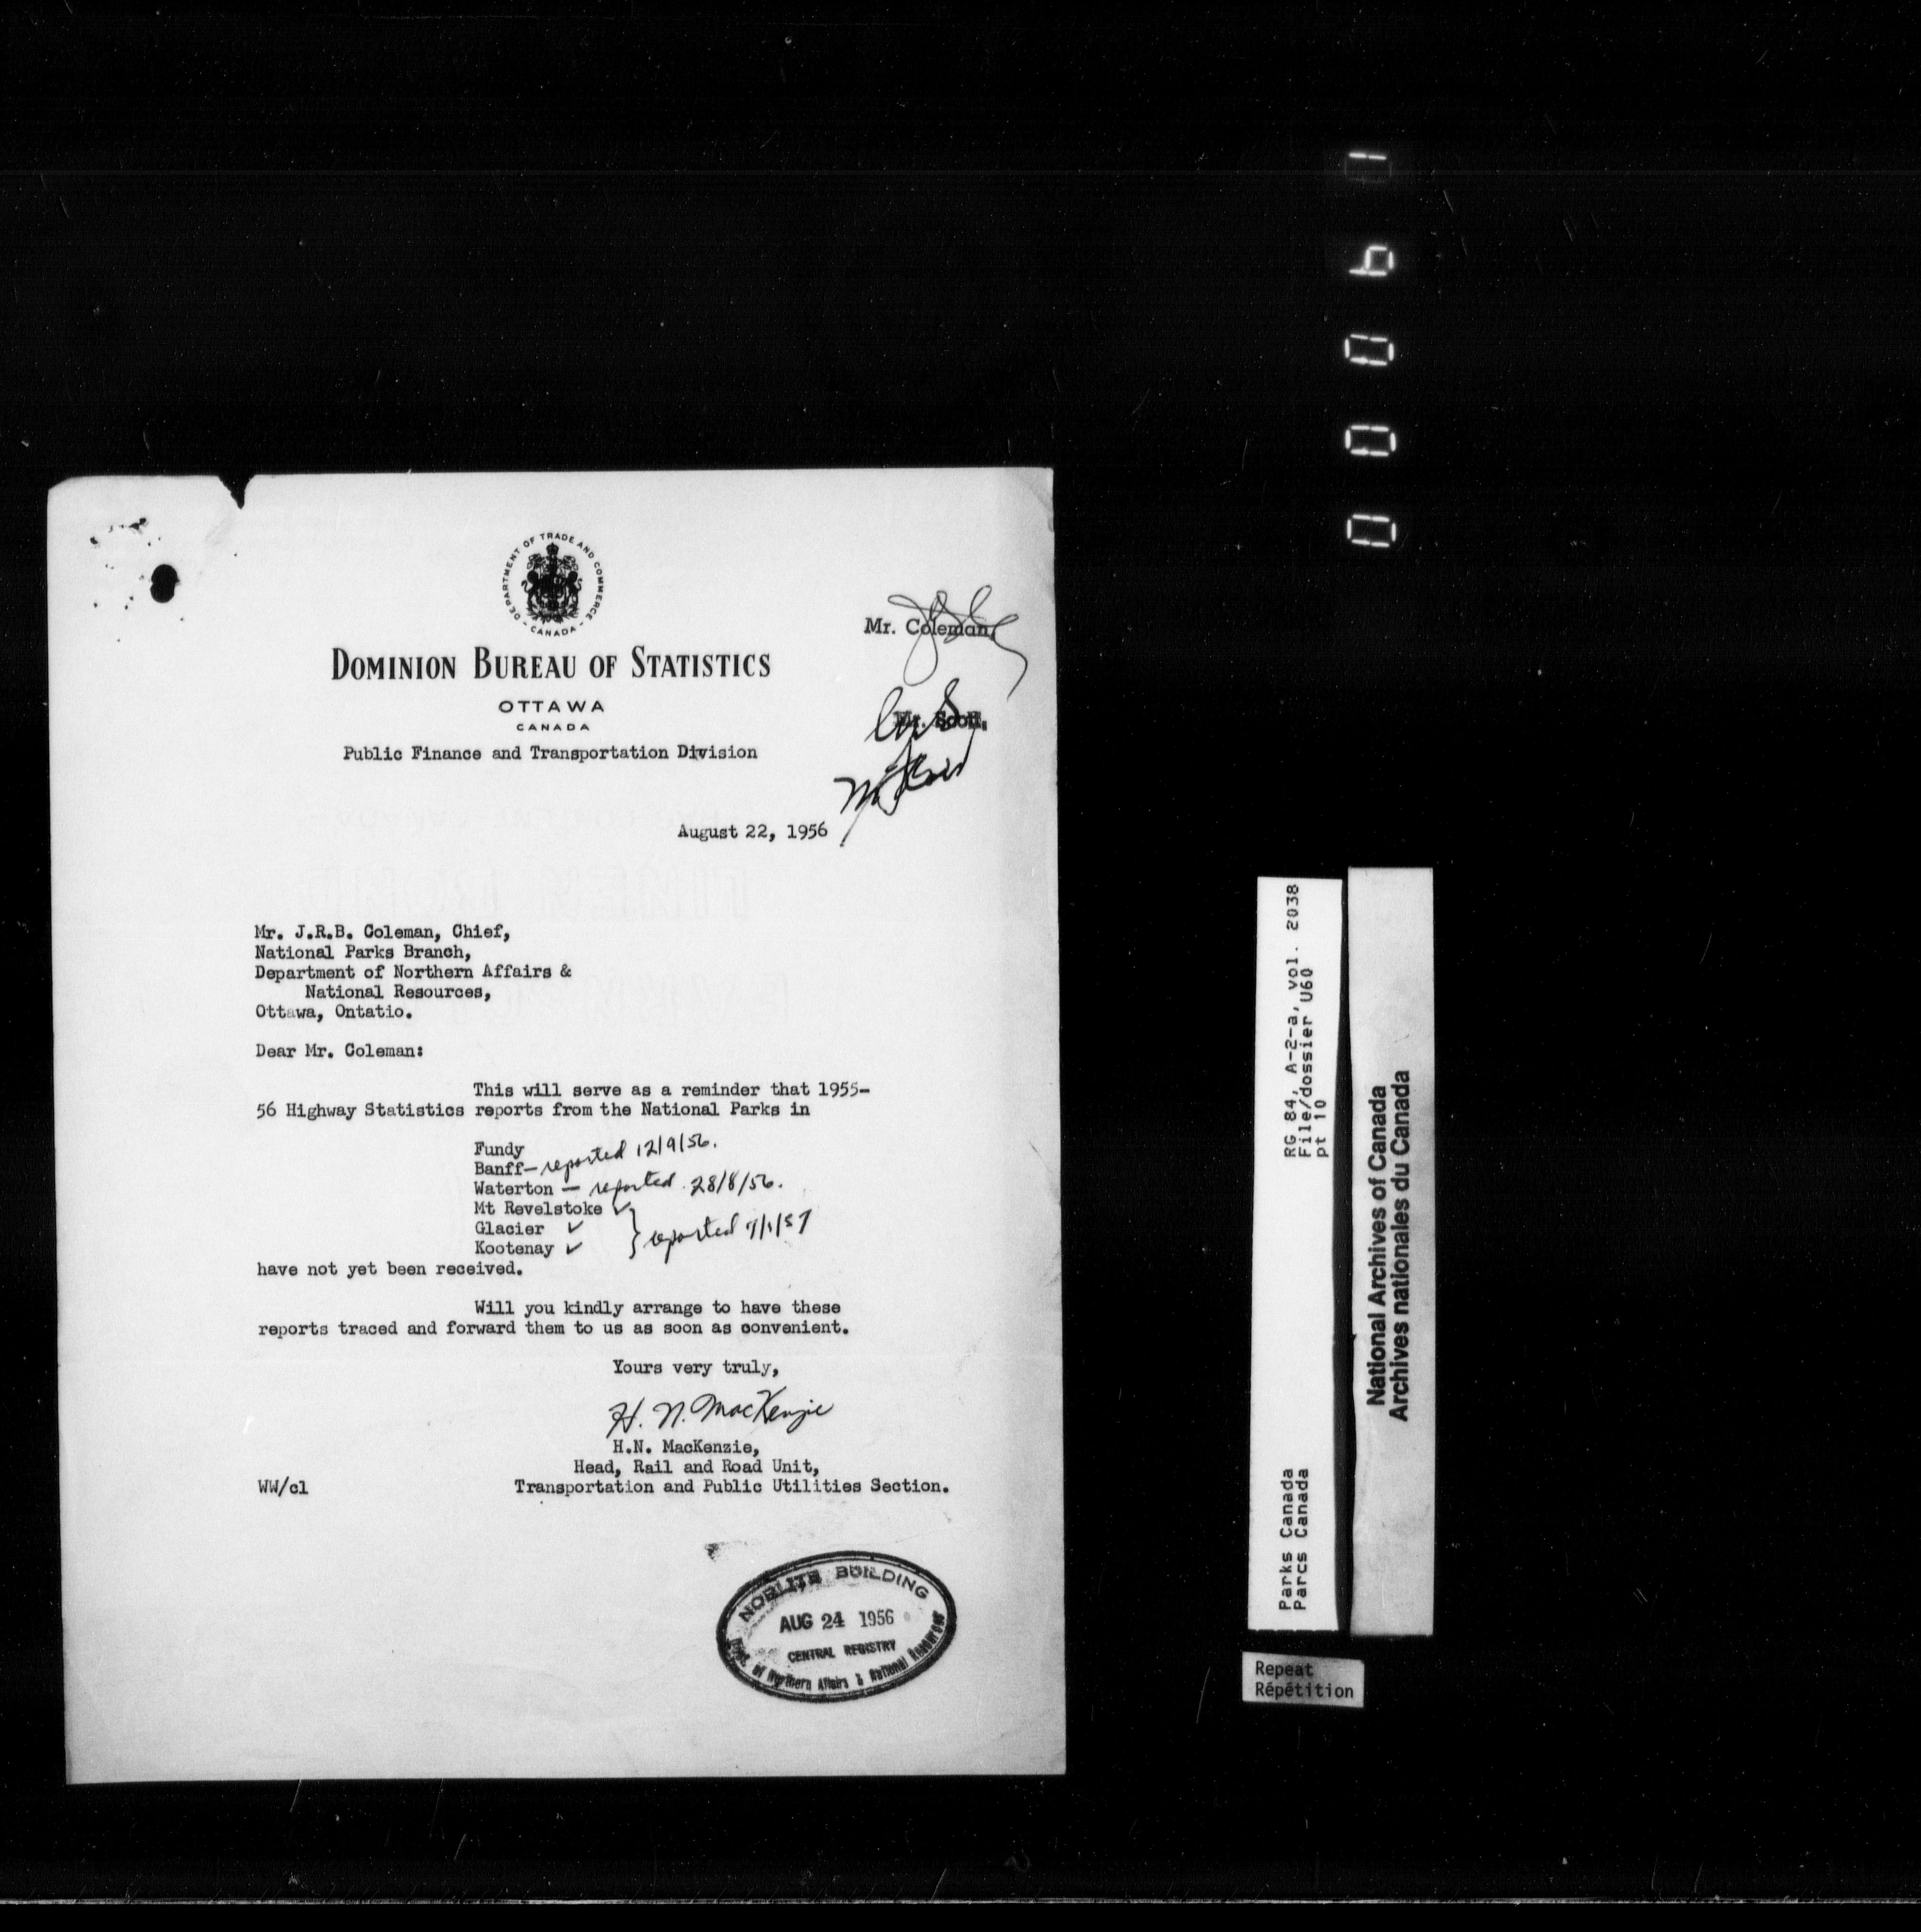 DEPARTMENT OF TRADE AND COMMERCE
- CANADA -
DOMINION BUREAU OF STATISTICS
OTTAWA
CANADA
Public Finance and Transportation Division
Mr. Coleman,
Mr. Scott,
August 22, 1956
Mr. J.R.B. Coleman, Chief,
National Parks Branch,
Department of Northern Affairs &
National Resources,
Ottawa, Ontatio.
Dear Mr. Coleman:
This will serve as a reminder that 1955-
56 Highway Statistics reports from the National Parks in
Fundy
Banff - reported 12/9/56.
Waterton - reported 28/8/56.
Mt Revelstoke ✓
Glacier ✓
Kootenay ✓
} reported
have not yet been received.
Will you kindly arrange to have these
reports traced and forward them to us as soon as convenient.
Yours very truly,
H. N. MacKenzie
H.N. MacKenzie,
Head, Rail and Road Unit,
WW/cl Transportation and Public Utilities Section.
NORLITE BUILDING
AUG 24 1956
CENTRAL REGISTRY
Dept. of Northern Affairs & National Resources
Parks Canada RG 84, A-2-a, vol. 2038
Parcs Canada File/dossier U60
pt 10
National Archives of Canada
Archives nationales du Canada
Repeat
Répétition